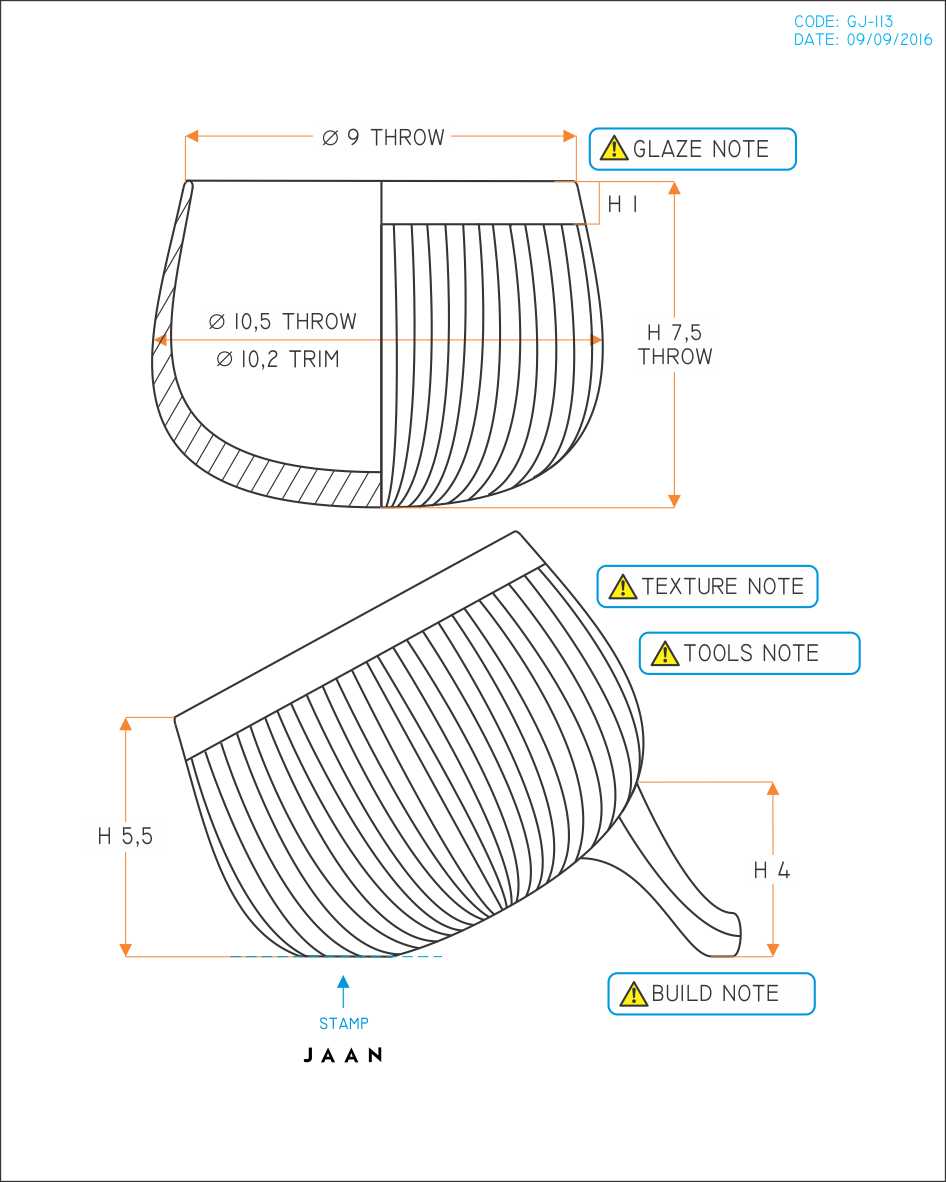 CODE: GJ-113
DATE: 09/09/2016
Ø 9 THROW
GLAZE NOTE
H 1
Ø 10,5 THROW
Ø 10,2 TRIM
H 7,5
THROW
TEXTURE NOTE
TOOLS NOTE
H 5,5
H 4
BUILD NOTE
STAMP
JAAN